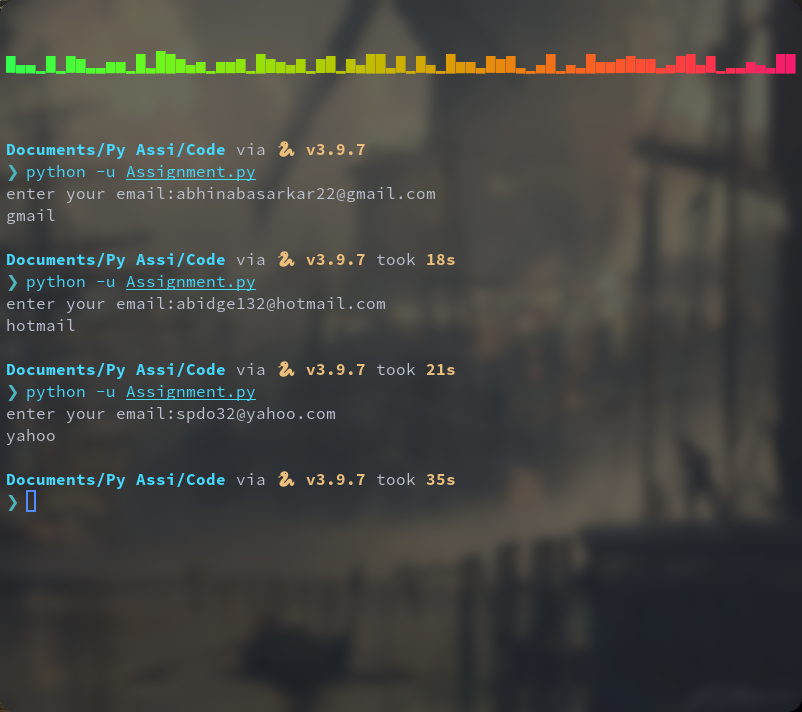 Documents/Py Assi/Code via 🐍 v3.9.7
❯ python -u Assignment.py
enter your email:abhinabasarkar22@gmail.com
gmail
Documents/Py Assi/Code via 🐍 v3.9.7 took 18s
❯ python -u Assignment.py
enter your email:abidge132@hotmail.com
hotmail
Documents/Py Assi/Code via 🐍 v3.9.7 took 21s
❯ python -u Assignment.py
enter your email:spdo32@yahoo.com
yahoo
Documents/Py Assi/Code via 🐍 v3.9.7 took 35s
❯